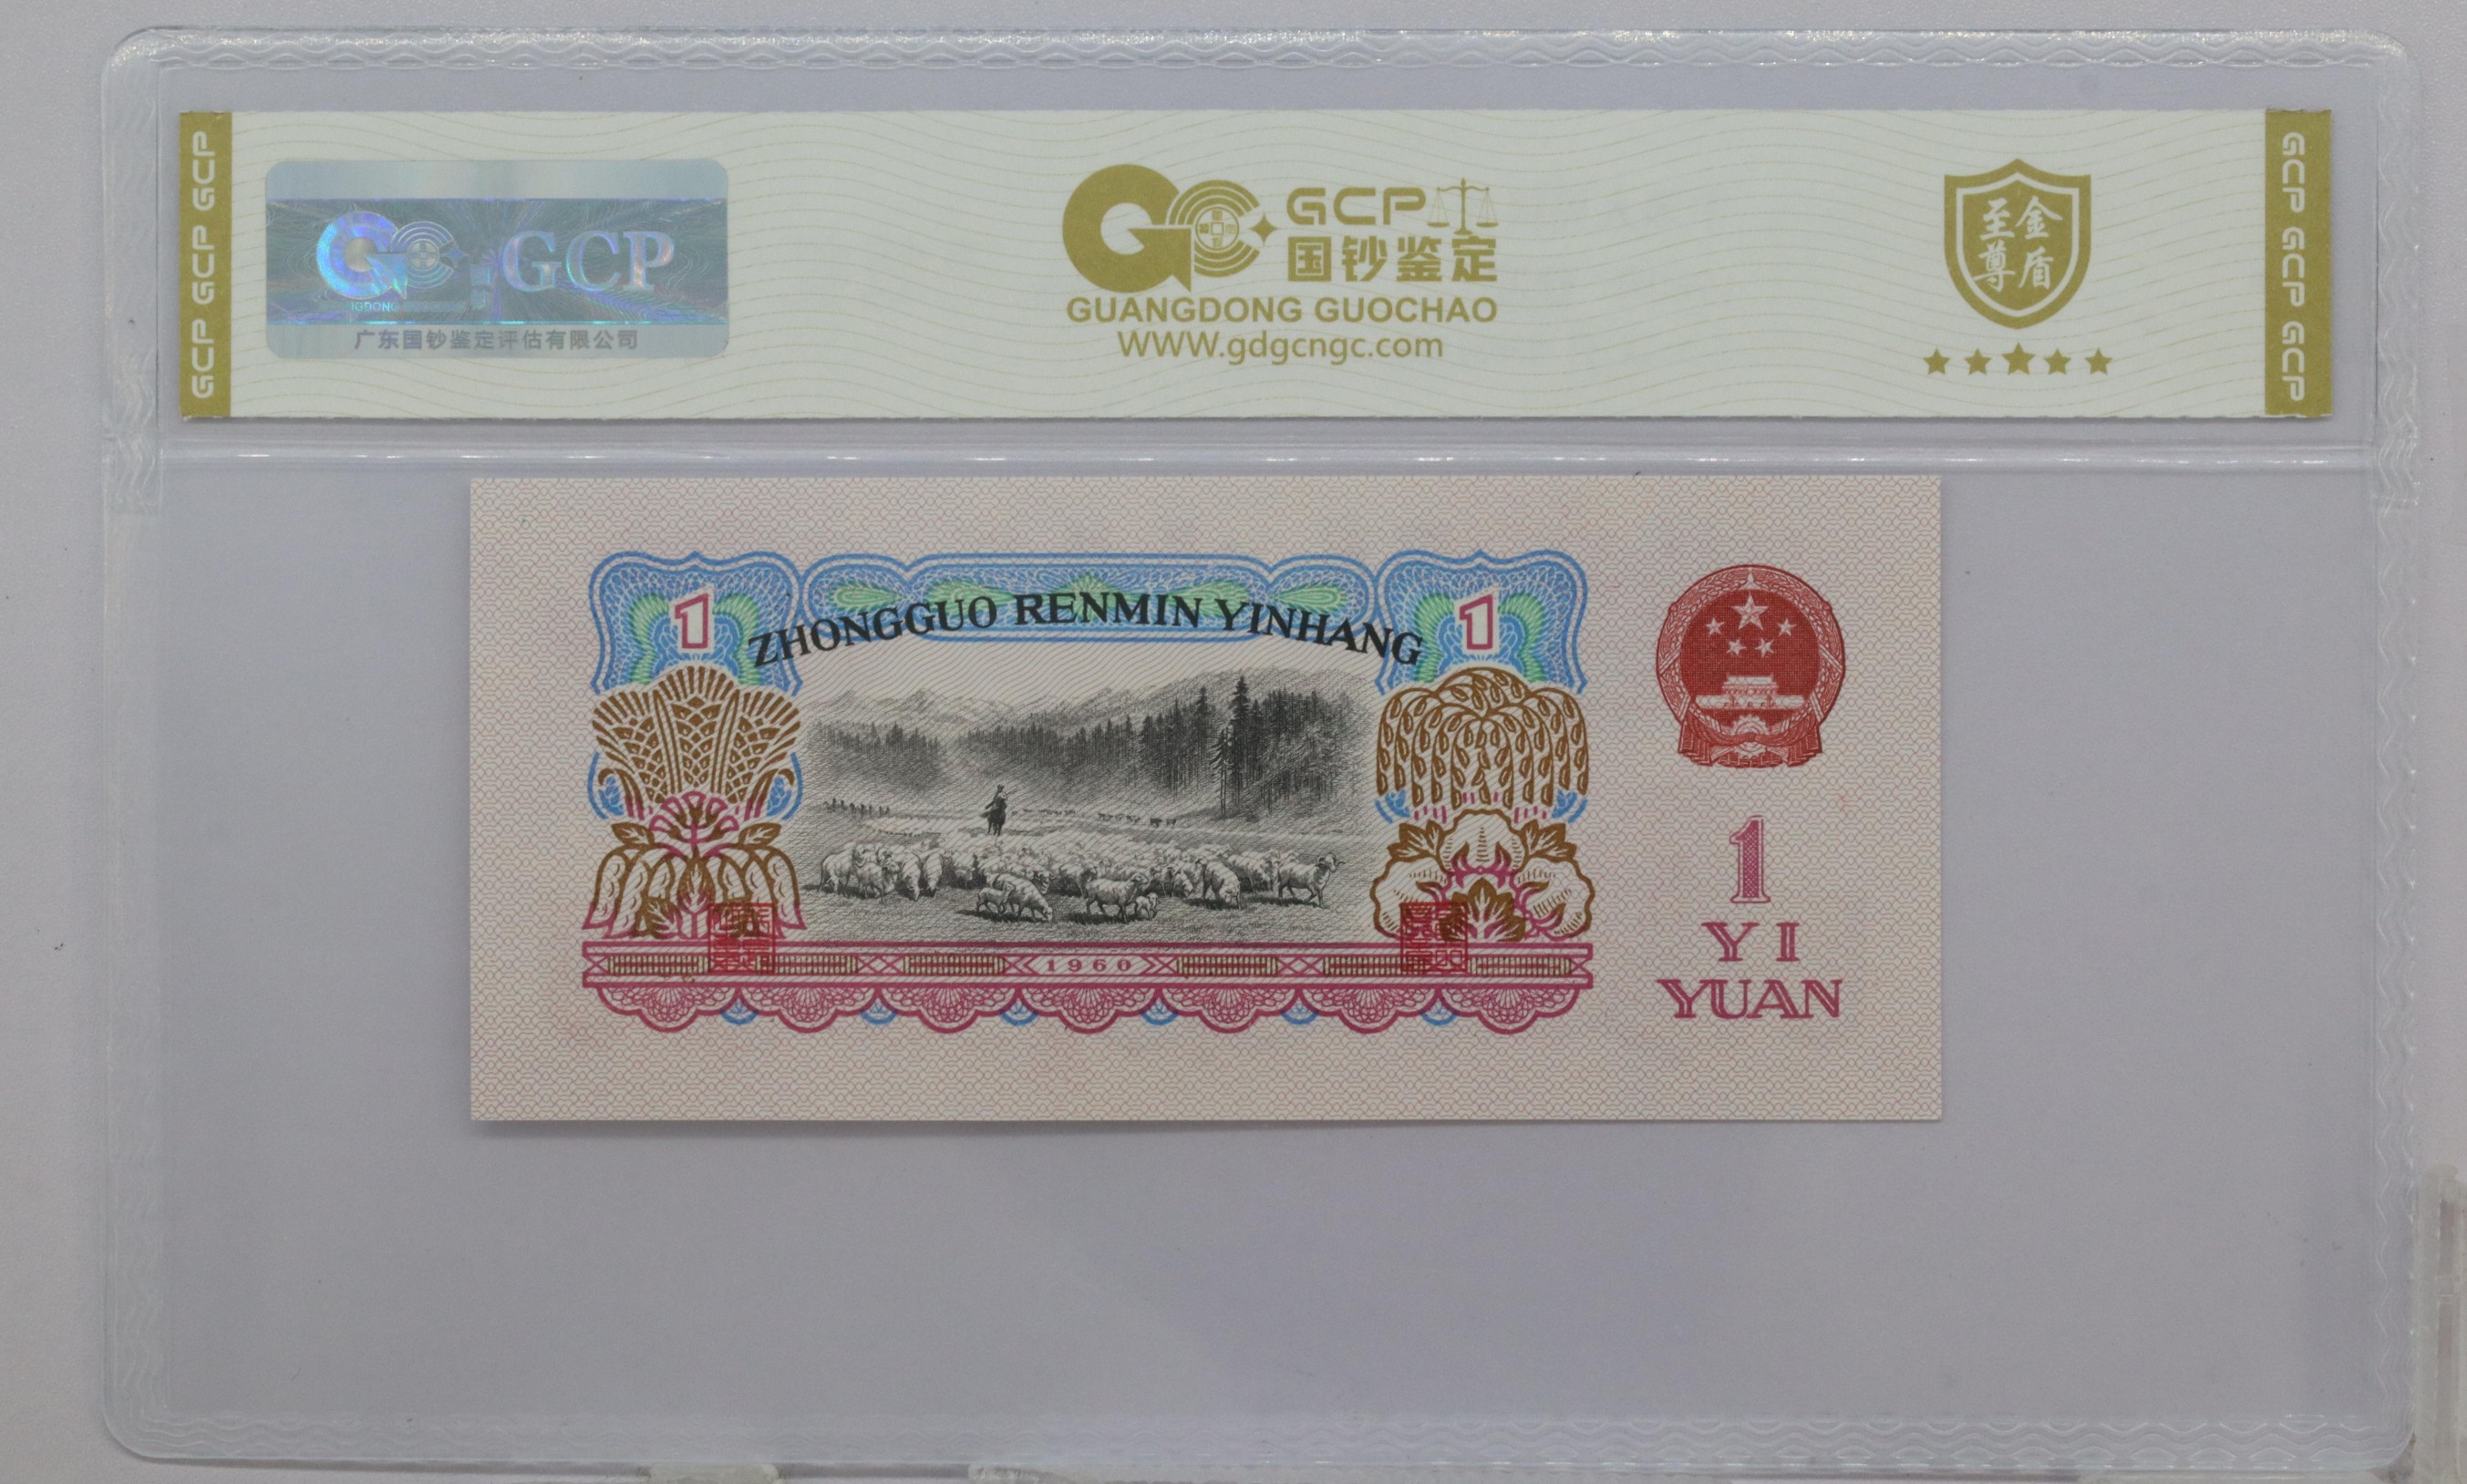 GCP GCP GCP
GCP
IGDONG
广东国钞鉴定评估有限公司
GCP
国钞鉴定
GUANGDONG GUOCHAO
WWW.gdgcngc.com
至金
尊盾
GCP GCP GCP
1
ZHONGGUO RENMIN YINHANG
1
1960
1
YI
YUAN